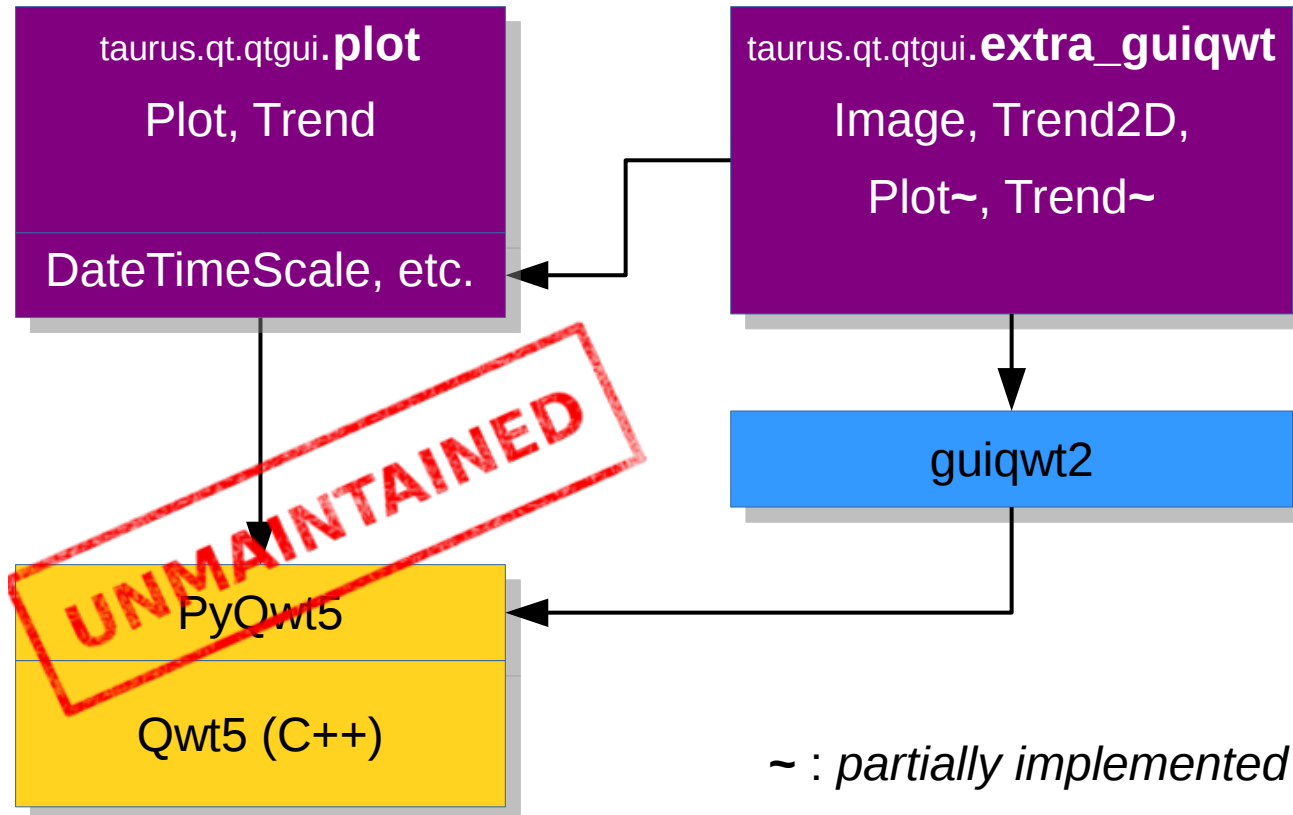 taurus.qt.qtgui.plot
Plot, Trend
DateTimeScale, etc.
taurus.qt.qtgui.extra_guiqwt
Image, Trend2D,
Plot~, Trend~
guiqwt2
UNMAINTAINED
PyQwt5
Qwt5 (C++)
~ : partially implemented